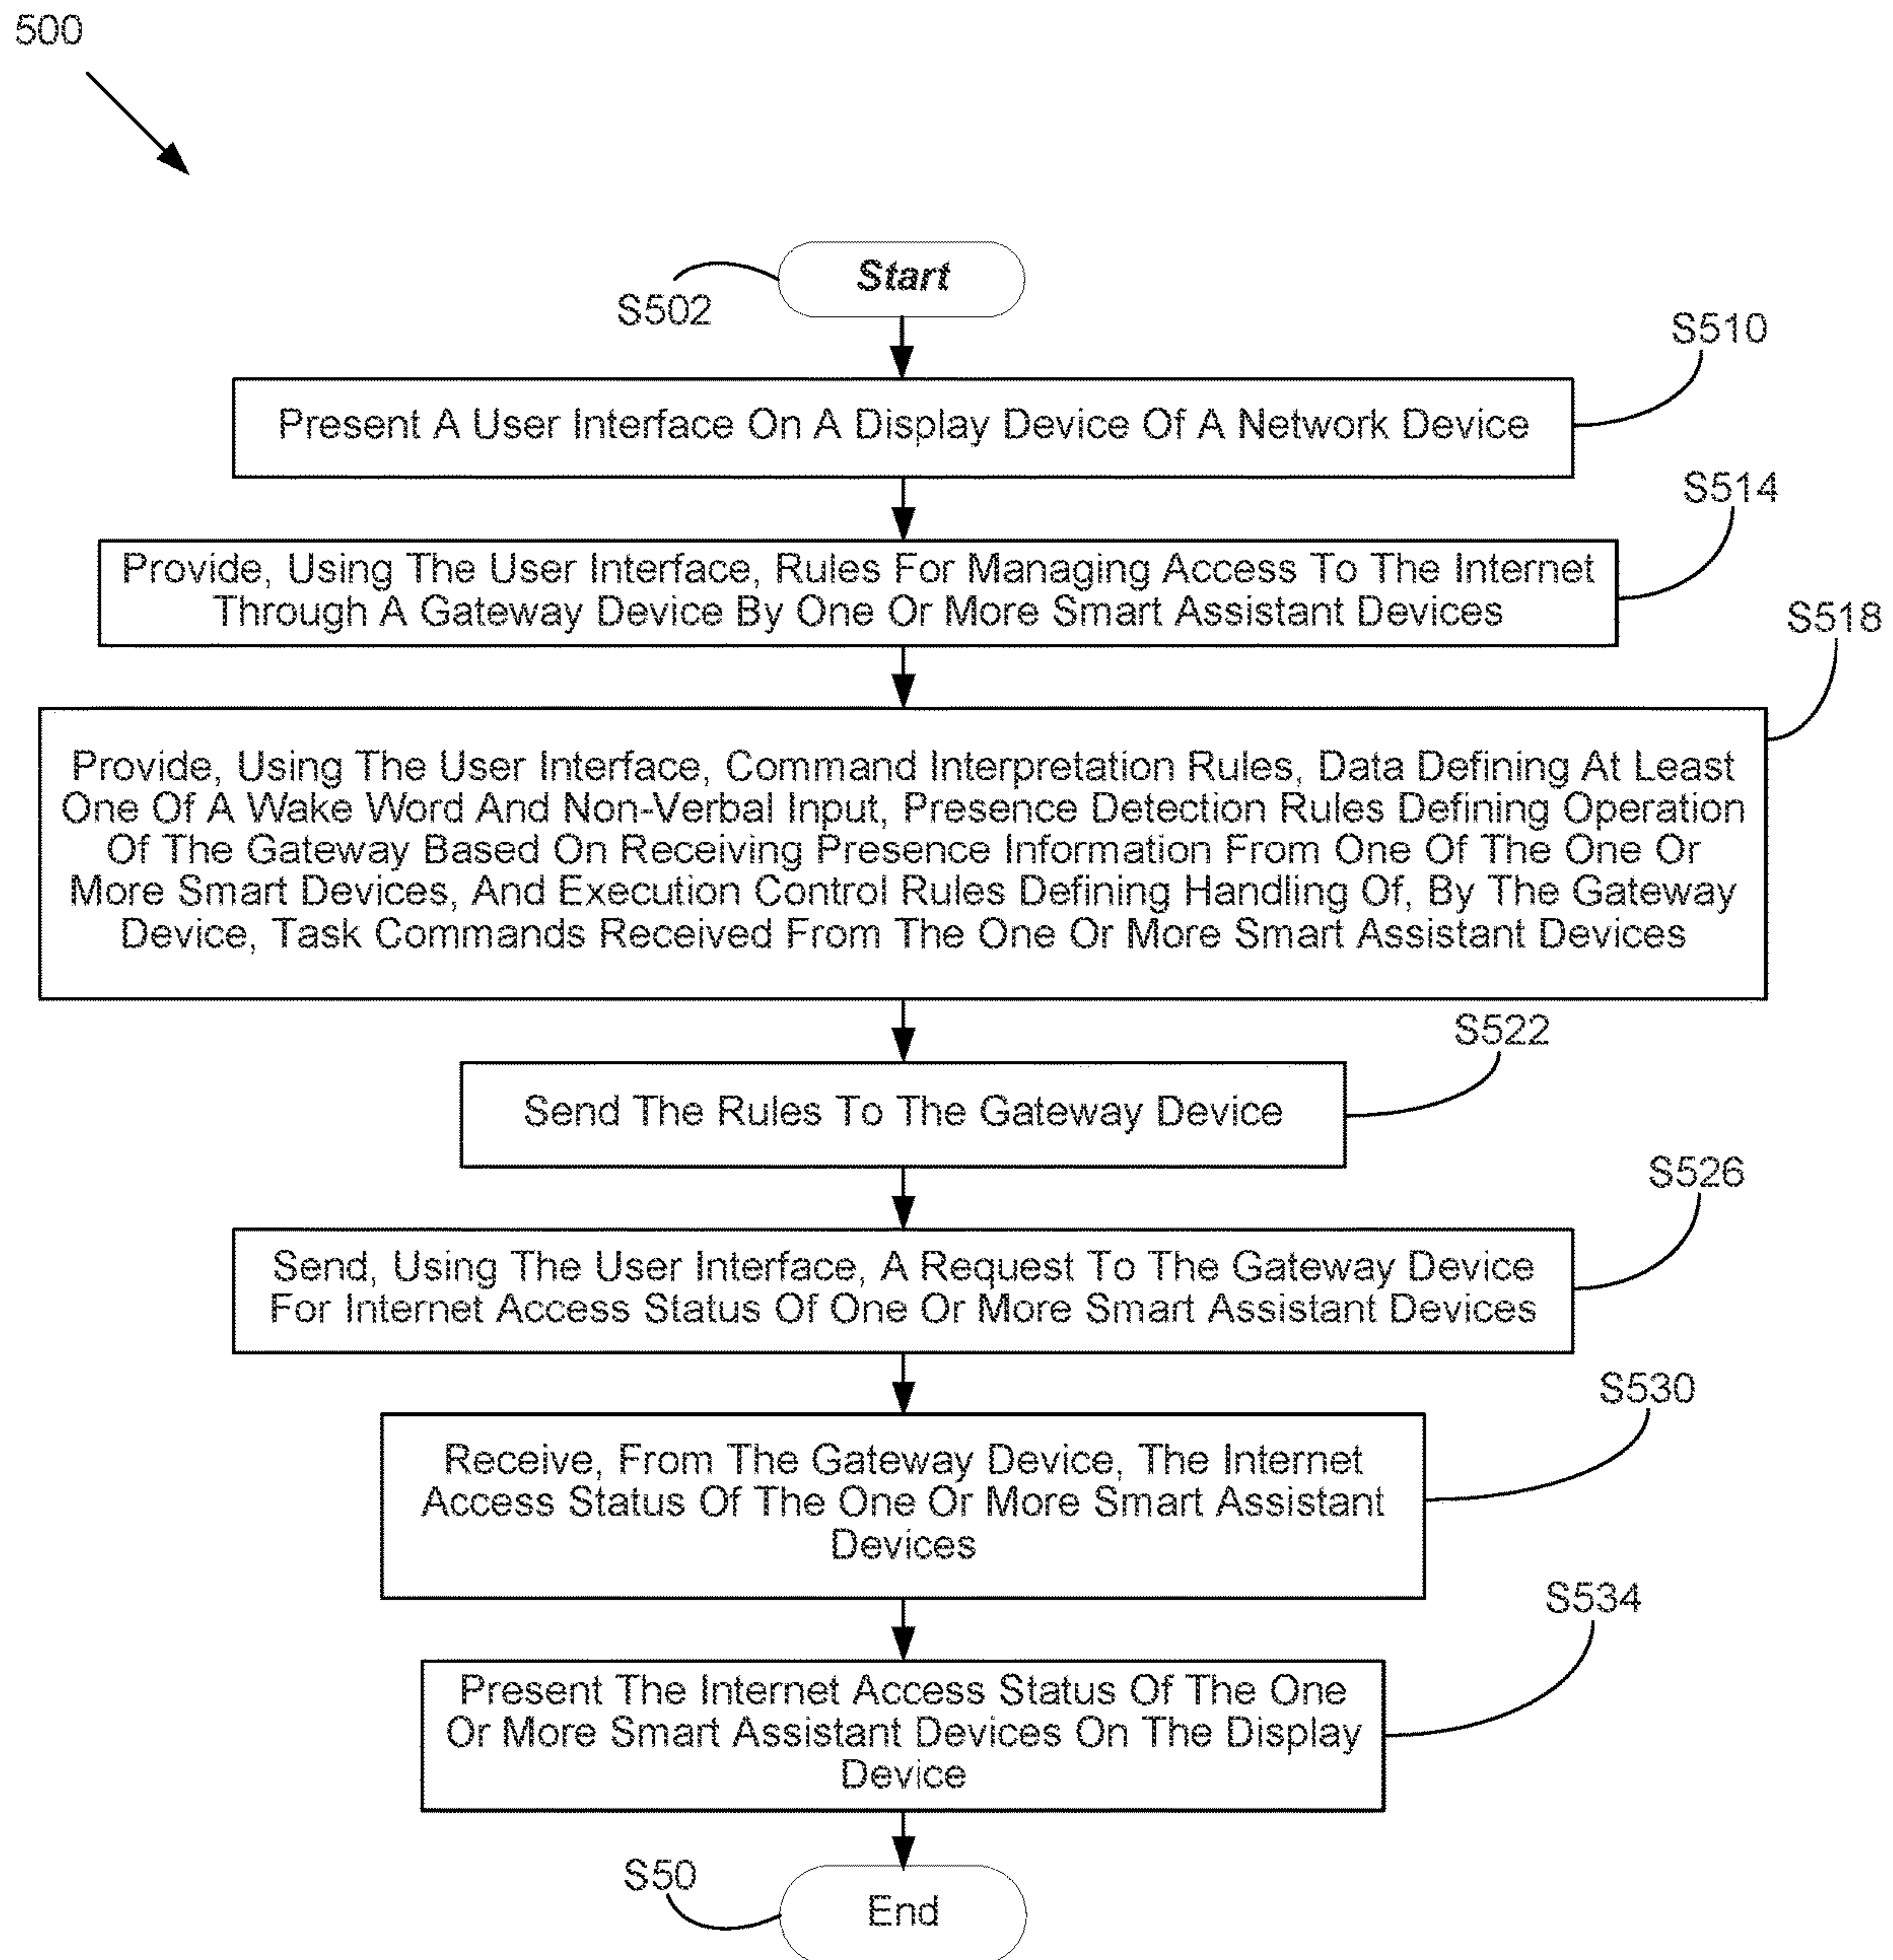 500
Start
S502
S510
Present A User Interface On A Display Device Of A Network Device
S514
Provide, Using The User Interface, Rules For Managing Access To The Internet
Through A Gateway Device By One Or More Smart Assistant Devices
S518
Provide, Using The User Interface, Command Interpretation Rules, Data Defining At Least
One Of A Wake Word And Non-Verbal Input, Presence Detection Rules Defining Operation
Of The Gateway Based On Receiving Presence Information From One Of The One Or
More Smart Devices, And Execution Control Rules Defining Handling Of, By The Gateway
Device, Task Commands Received From The One Or More Smart Assistant Devices
S522
Send The Rules To The Gateway Device
S526
Send, Using The User Interface, A Request To The Gateway Device
For Internet Access Status Of One Or More Smart Assistant Devices
S530
Receive, From The Gateway Device, The Internet
Access Status Of The One Or More Smart Assistant
Devices
S534
Present The Internet Access Status Of The One
Or More Smart Assistant Devices On The Display
Device
S50
End